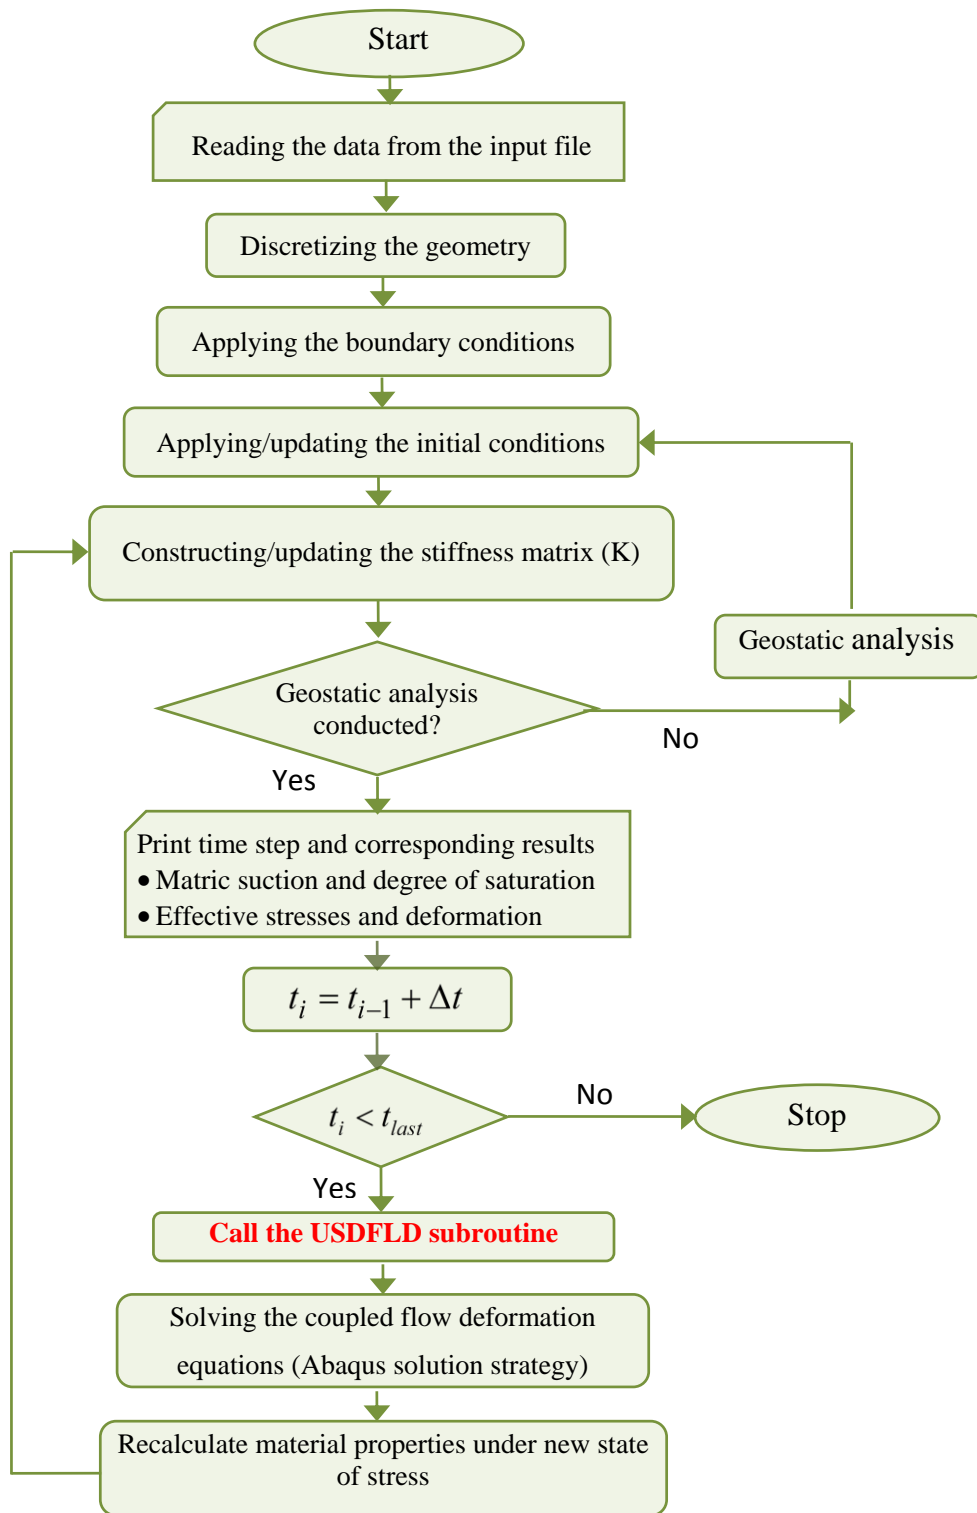 Start
Reading the data from the input file
Discretizing the geometry
Applying the boundary conditions
Applying/updating the initial conditions
Constructing/updating the stiffness matrix (K)
Geostatic analysis
Geostatic analysis
conducted?
No
Yes
Print time step and corresponding results
• Matric suction and degree of saturation
• Effective stresses and deformation
t_i = t_{i-1} + Δt
No
t_i < t_{last}
Stop
Yes
Call the USDFLD subroutine
Solving the coupled flow deformation
equations (Abaqus solution strategy)
Recalculate material properties under new state
of stress